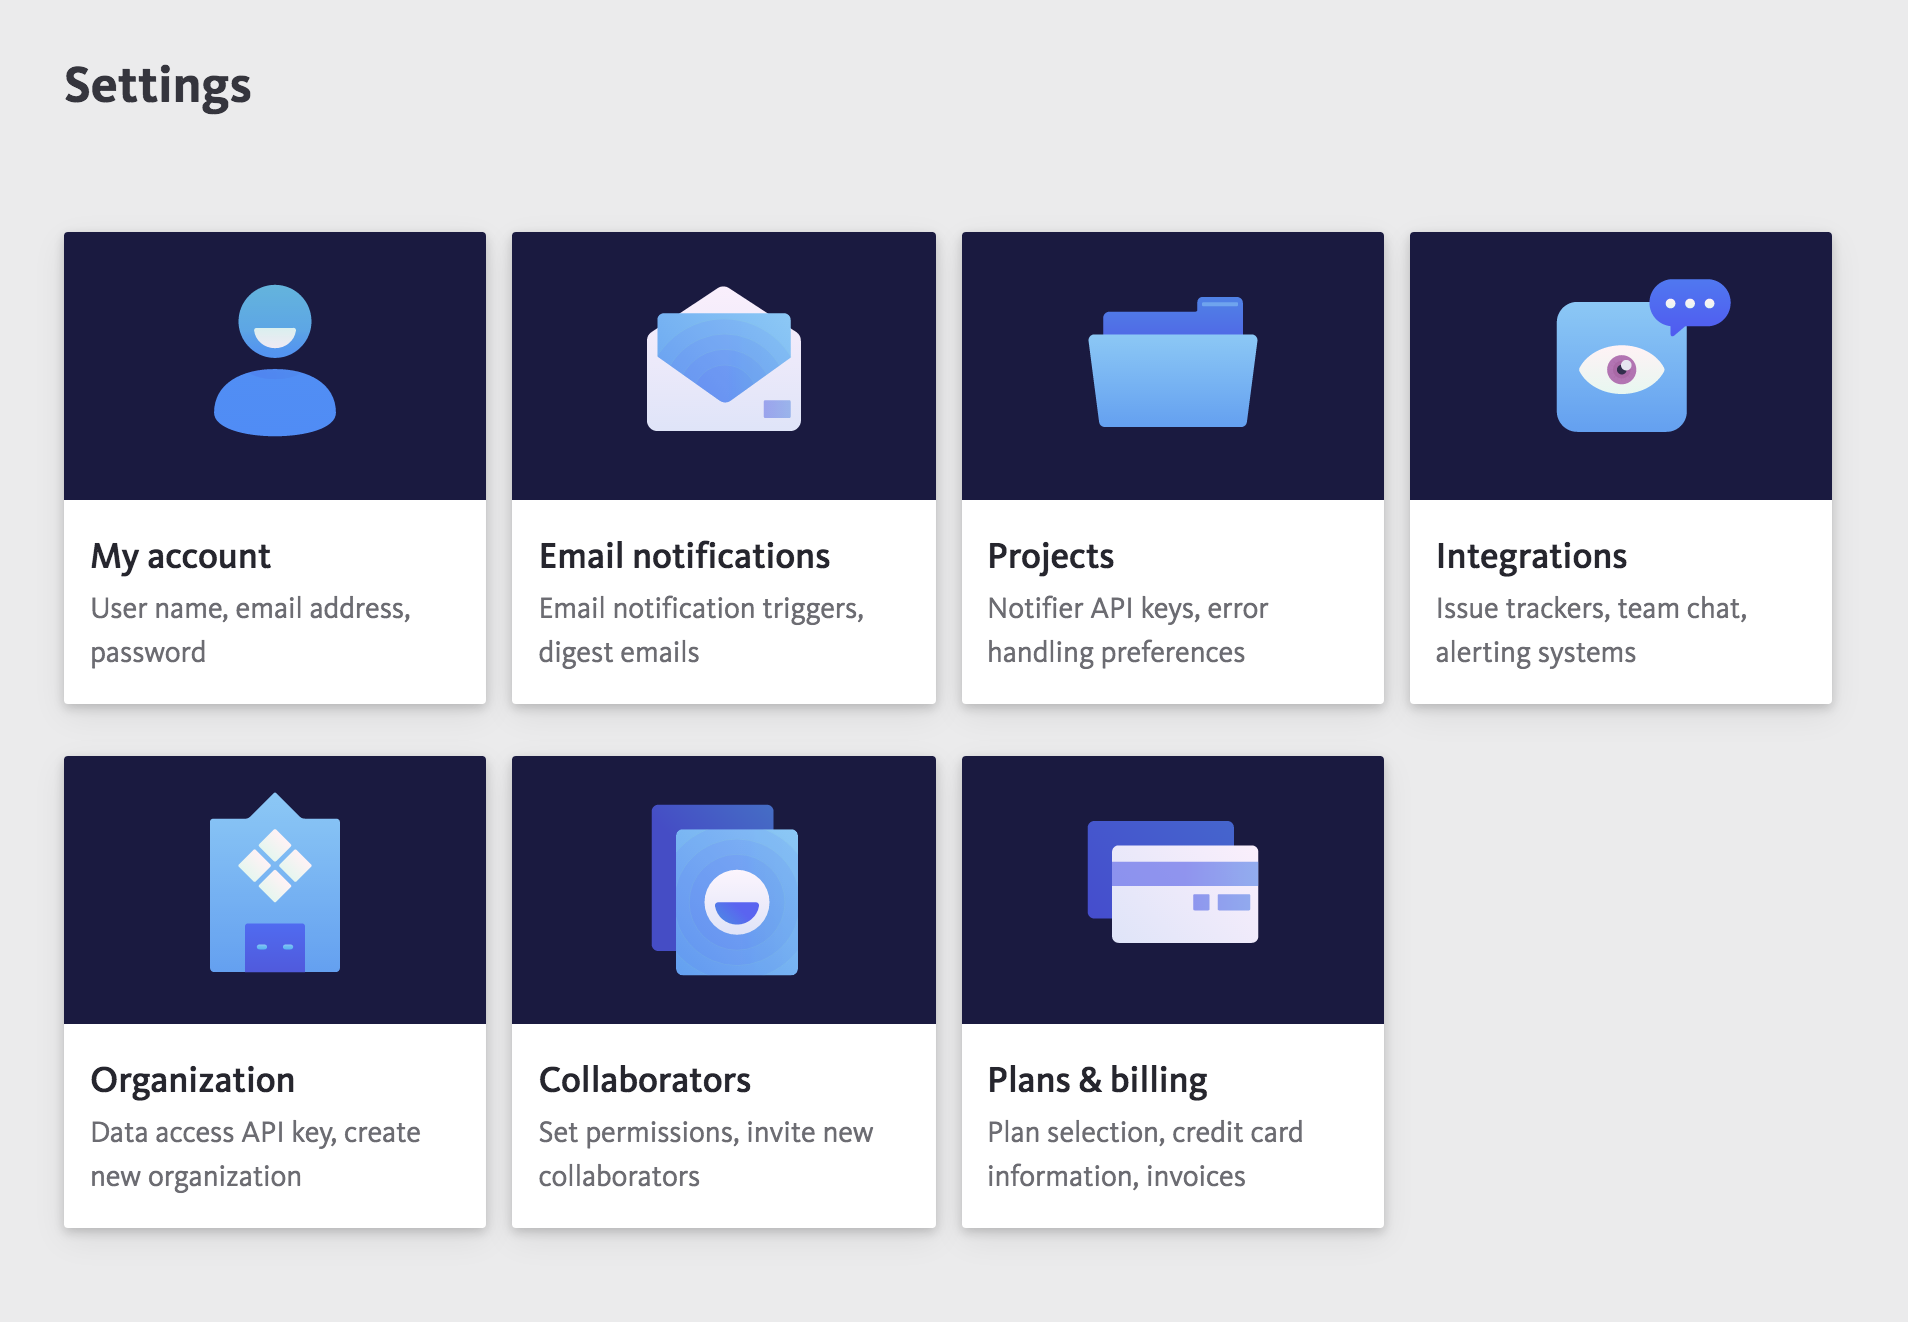 Settings
My account
User name, email address,
password
Email notifications
Email notification triggers,
digest emails
Projects
Notifier API keys, error
handling preferences
Integrations
Issue trackers, team chat,
alerting systems
Organization
Data access API key, create
new organization
Collaborators
Set permissions, invite new
collaborators
Plans & billing
Plan selection, credit card
information, invoices